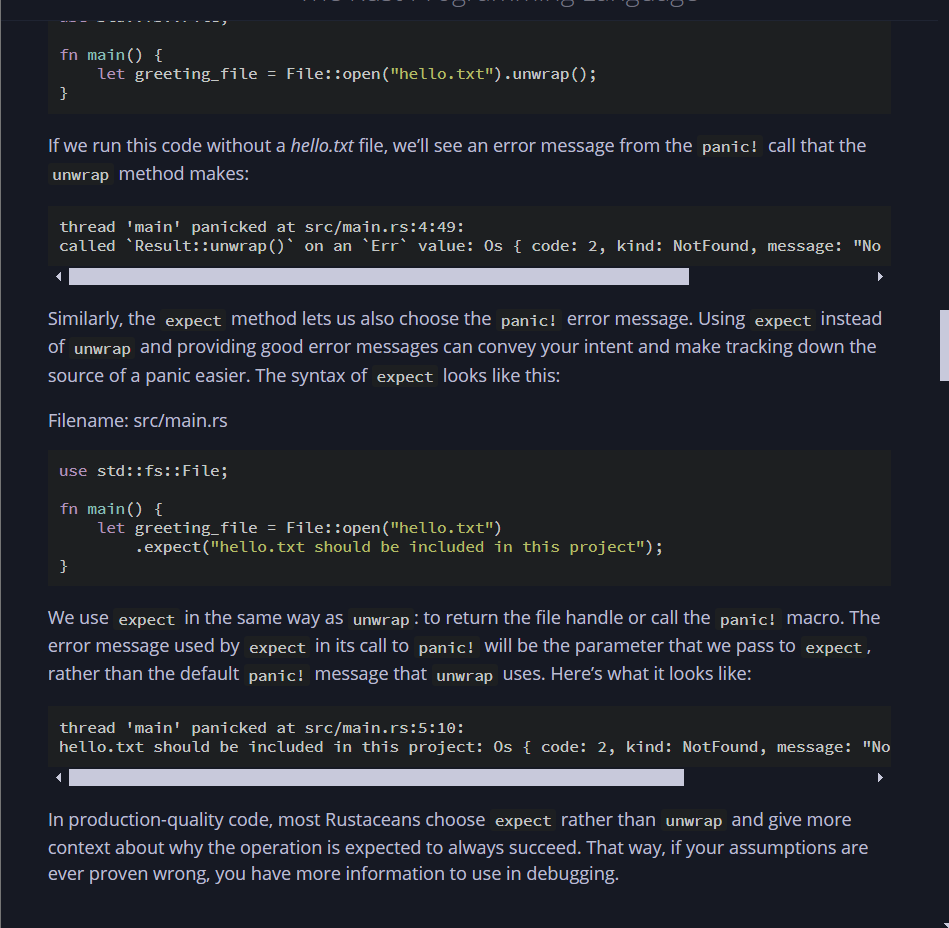 fn main() {
    let greeting_file = File::open("hello.txt").unwrap();
}
If we run this code without a hello.txt file, we’ll see an error message from the panic! call that the
unwrap method makes:
thread 'main' panicked at src/main.rs:4:49:
called `Result::unwrap()` on an `Err` value: Os { code: 2, kind: NotFound, message: "No
Similarly, the expect method lets us also choose the panic! error message. Using expect instead
of unwrap and providing good error messages can convey your intent and make tracking down the
source of a panic easier. The syntax of expect looks like this:
Filename: src/main.rs
use std::fs::File;
fn main() {
    let greeting_file = File::open("hello.txt")
        .expect("hello.txt should be included in this project");
}
We use expect in the same way as unwrap: to return the file handle or call the panic! macro. The
error message used by expect in its call to panic! will be the parameter that we pass to expect,
rather than the default panic! message that unwrap uses. Here’s what it looks like:
thread 'main' panicked at src/main.rs:5:10:
hello.txt should be included in this project: Os { code: 2, kind: NotFound, message: "No
In production-quality code, most Rustaceans choose expect rather than unwrap and give more
context about why the operation is expected to always succeed. That way, if your assumptions are
ever proven wrong, you have more information to use in debugging.